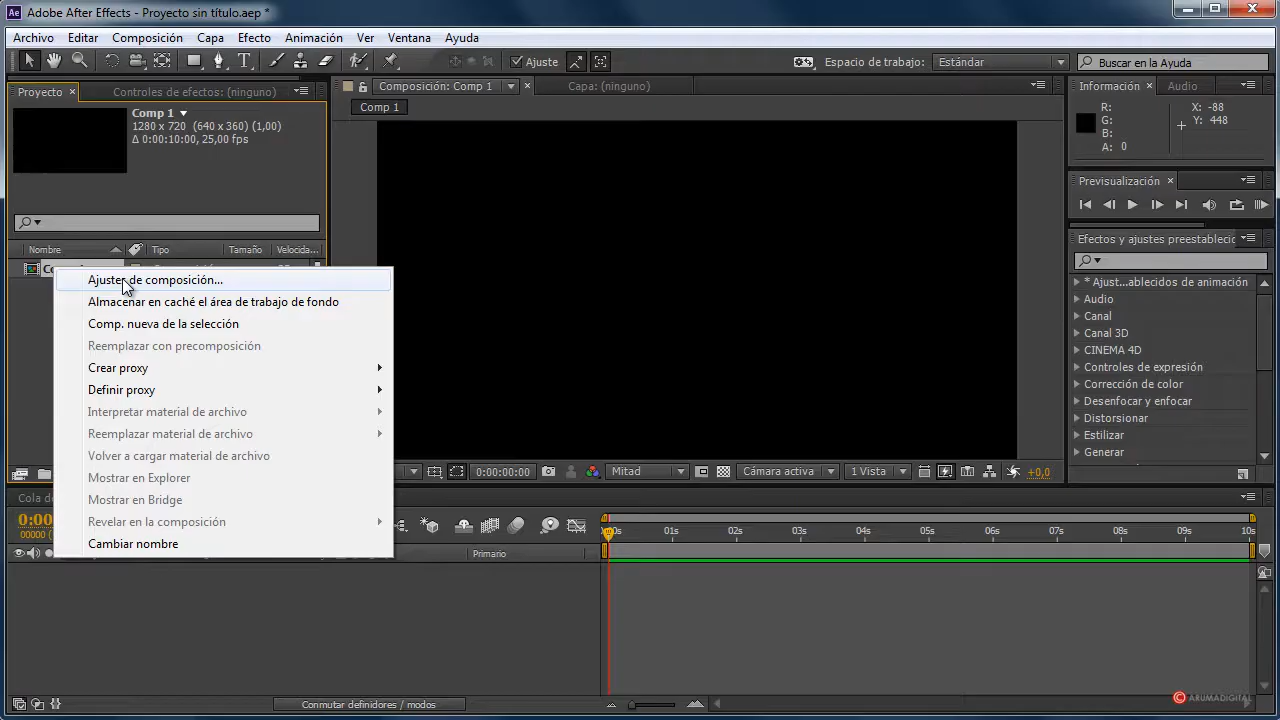 Ae Adobe After Effects - Proyecto sin título.aep *
Archivo Editar Composición Capa Efecto Animación Ver Ventana Ayuda
Ajuste Espacio de trabajo: Estándar Buscar en la Ayuda
Proyecto Controles de efectos: (ninguno)
Comp 1
1280 x 720 (640 x 360) (1,00)
Δ 0:00:10:00, 25,00 fps
Nombre Tipo Tamaño Velocida...
Ajustes de composición...
Almacenar en caché el área de trabajo de fondo
Comp. nueva de la selección
Reemplazar con precomposición
Crear proxy
Definir proxy
Interpretar material de archivo
Reemplazar material de archivo
Volver a cargar material de archivo
Mostrar en Explorer
Mostrar en Bridge
Revelar en la composición
Cambiar nombre
Composición: Comp 1 Capa: (ninguno)
Comp 1
0:00:00:00 Mitad Cámara activa 1 Vista +0,0
Información Audio
R: X: -88
G: Y: 448
B:
A: 0
Previsualización
Efectos y ajustes preestablecic
* Ajust...ablecidos de animación
Audio
Canal
Canal 3D
CINEMA 4D
Controles de expresión
Corrección de color
Desenfocar y enfocar
Distorsionar
Estilizar
Generar
Cola de
0:00
00000
Primario
00s 01s 02s 03s 04s 05s 06s 07s 08s 09s 10s
Conmutar definidores / modos
© ARUMADIGITAL